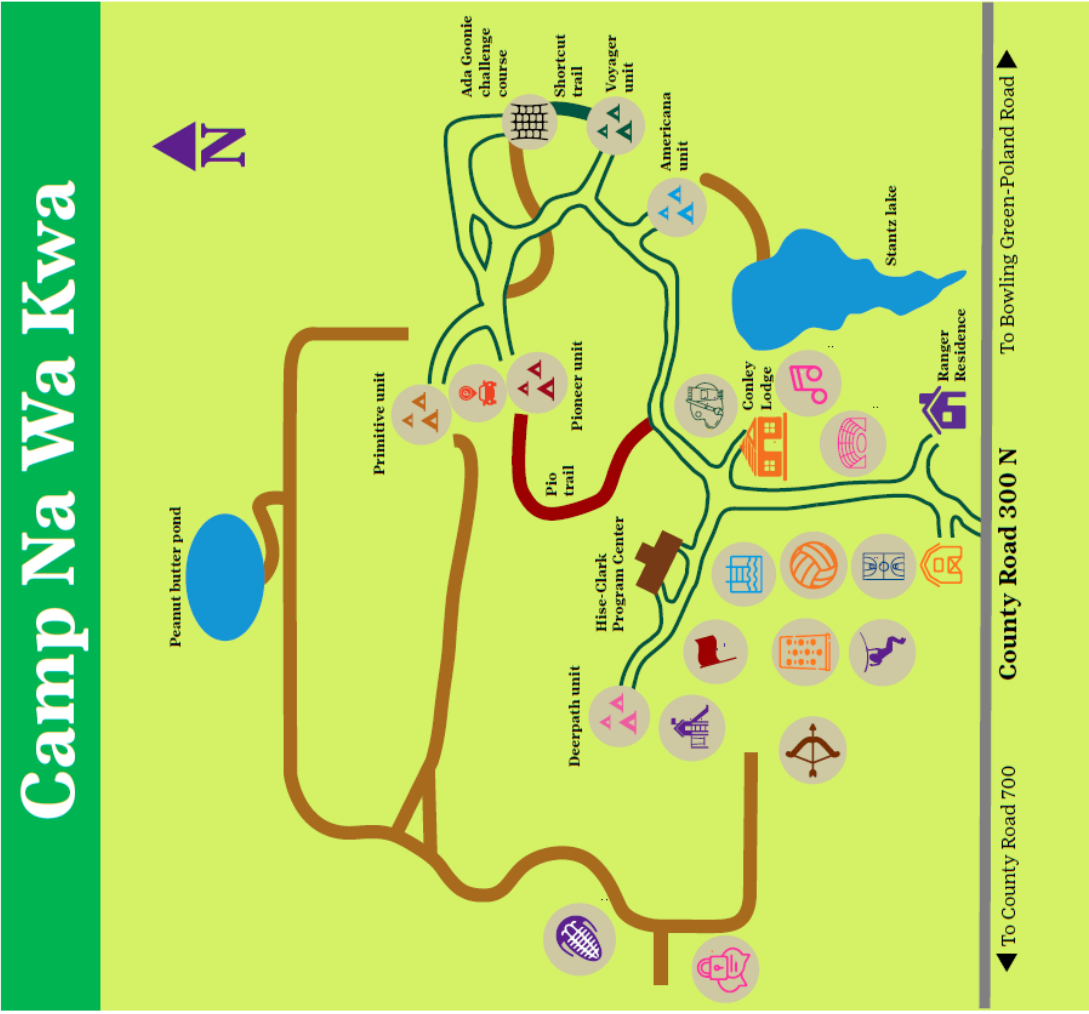 Camp Na Wa Kwa
N
Peanut butter pond
Primitive unit
Ada Goonie
challenge
course
Shortcut
trail
Voyager
unit
Americana
unit
Pioneer unit
Pio
trail
Hise-Clark
Program Center
Deerpath unit
Conley
Lodge
Stantz lake
Ranger
Residence
To County Road 700
County Road 300 N
To Bowling Green-Poland Road